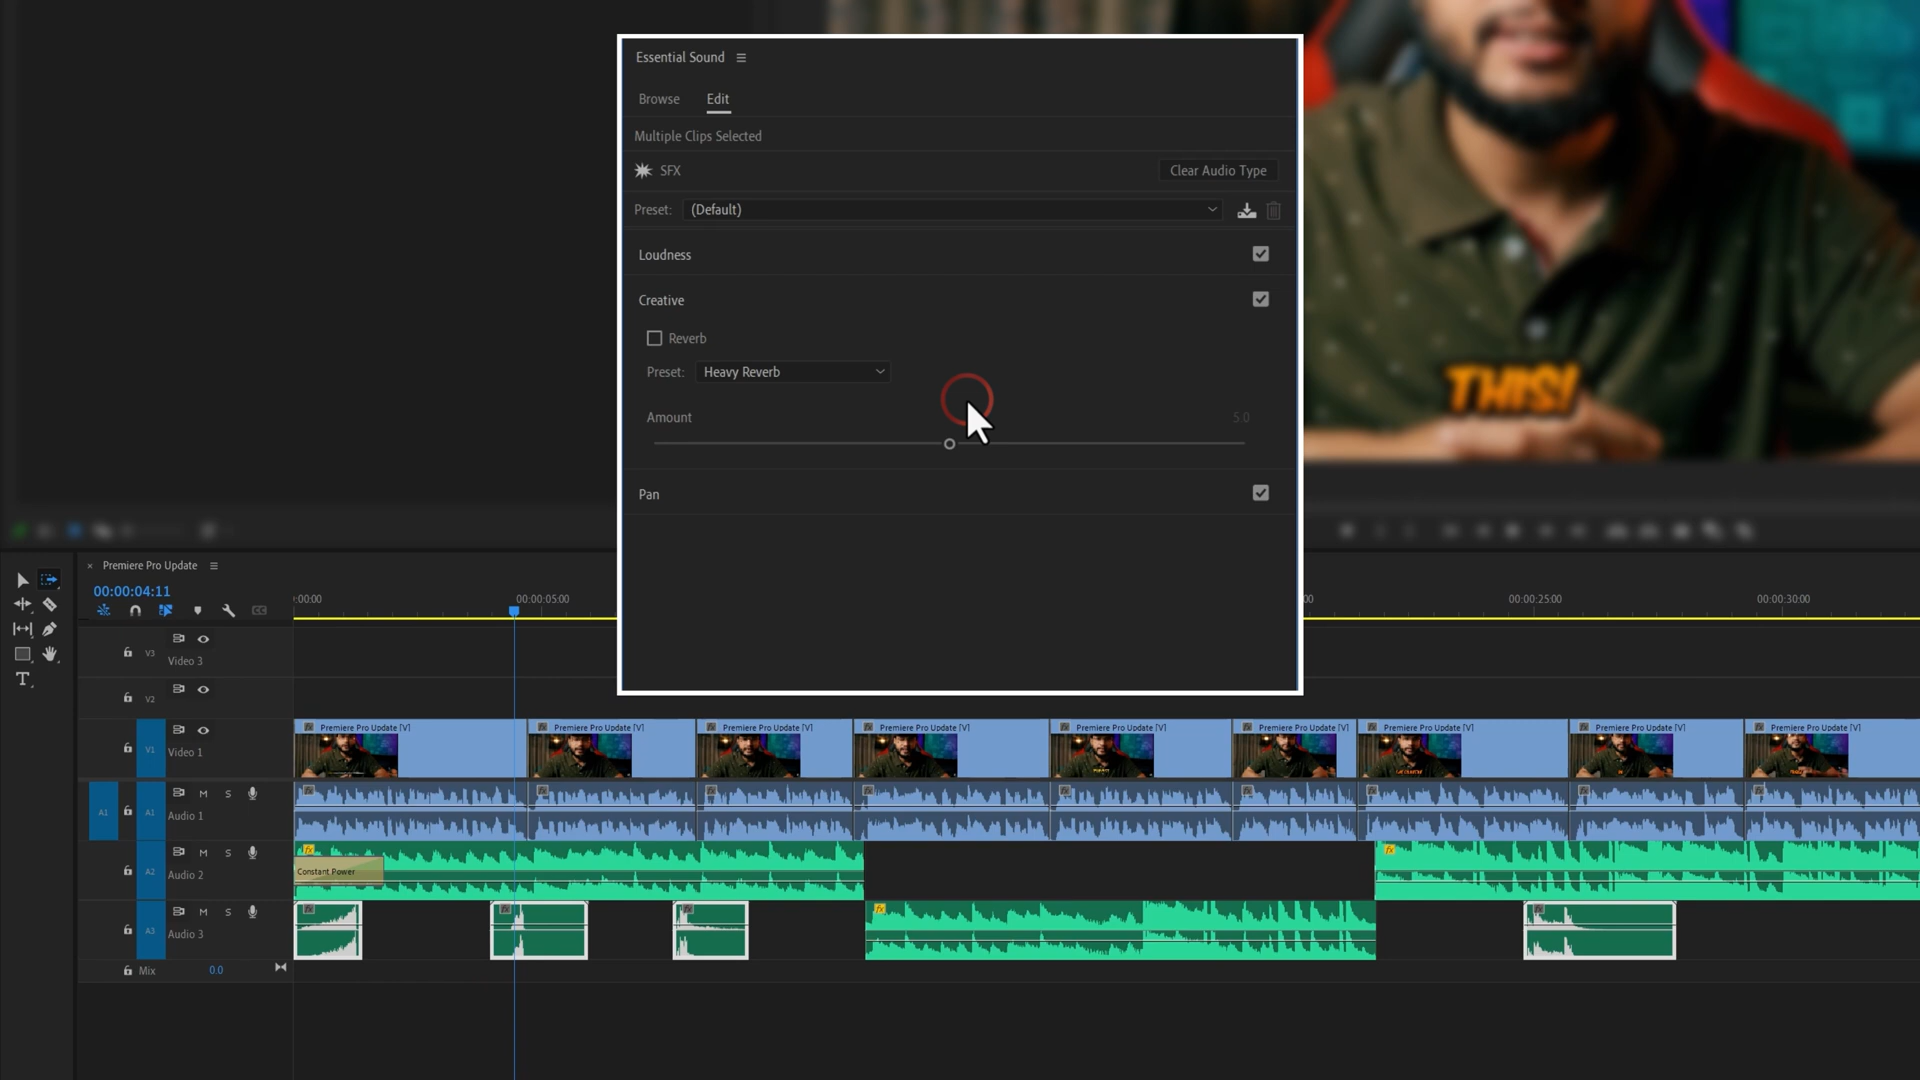 Essential Sound
Browse Edit
Multiple Clips Selected
SFX Clear Audio Type
Preset: (Default)
Loudness
Creative
Reverb
Preset: Heavy Reverb
Amount 5.0
Pan
THIS!
× Premiere Pro Update
00:00:04:11
:00:00 00:00:05:00 00:00:25:00 00:00:30:00
V3 Video 3
V2
V1 Video 1
Premiere Pro Update [V] Premiere Pro Update [V] Premiere Pro Update [V] Premiere Pro Update [V] Premiere Pro Update [V] Premiere Pro Update [V] Premiere Pro Update [V] Premiere Pro Update [V] Premiere Pro Update [V]
A1 A1 M S Audio 1
A2 M S Audio 2
Constant Power
A3 M S Audio 3
Mix 0.0